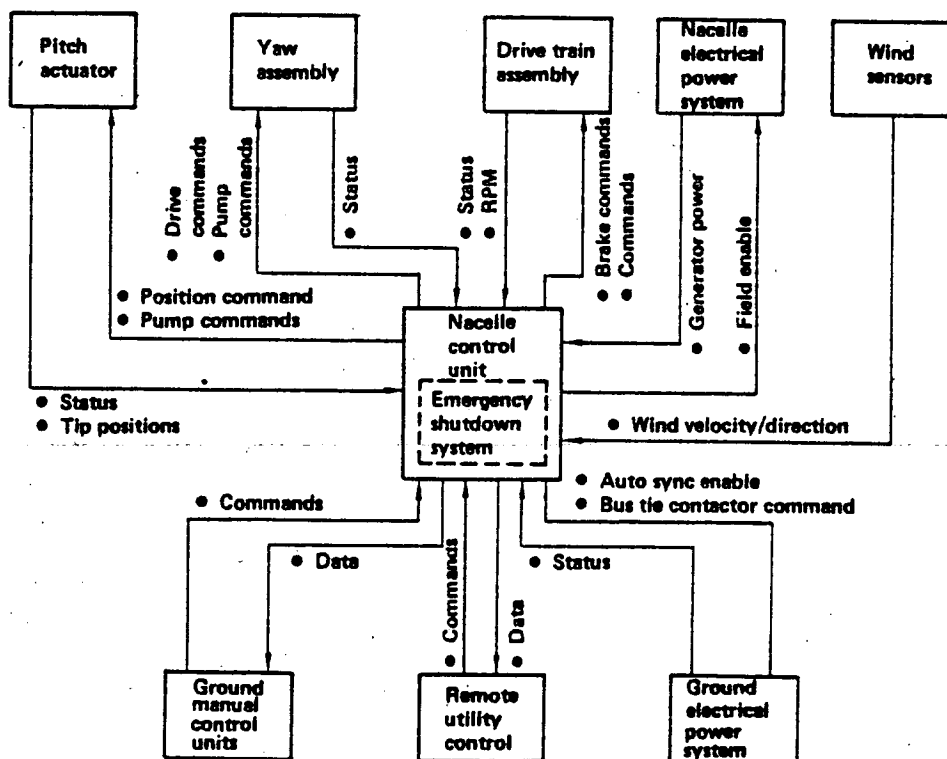 Pitch
actuator
Yaw
assembly
Drive train
assembly
Nacelle
electrical
power
system
Wind
sensors
● Drive
commands
● Pump
commands
● Status
● Status
● RPM
● Brake commands
● Commands
● Generator power
● Field enable
● Position command
● Pump commands
Nacelle
control
unit
Emergency
shutdown
system
● Status
● Tip positions
● Wind velocity/direction
● Auto sync enable
● Bus tie contactor command
● Commands
● Data
● Commands
● Data
● Status
Ground
manual
control
units
Remote
utility
control
Ground
electrical
power
system